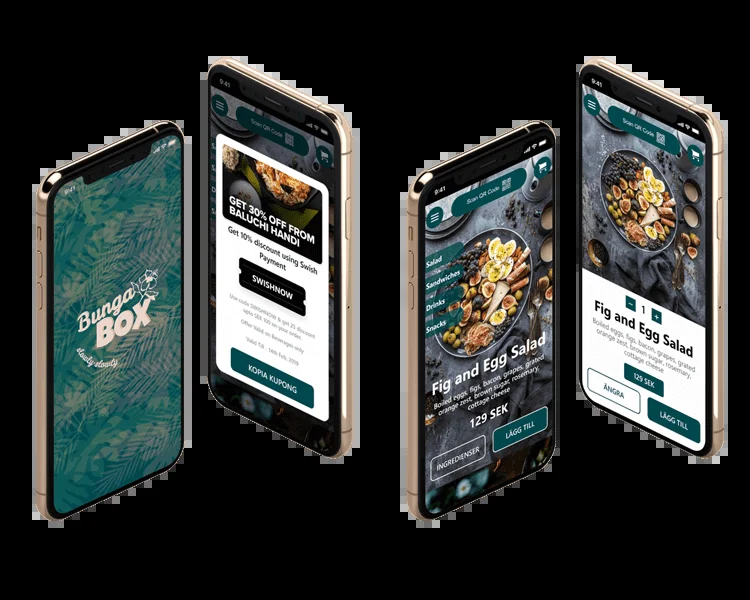 9:41
Bunga
BOX
slowly slowly
9:41
Scan QR Code
GET 30% OFF FROM
BALUCHI HANDI
Get 10% discount using Swish
Payment
SWISHNOW
Use code SWISHNOW & get 25 discount
upto SEK 100 on your order.
Offer Valid on Beverages only
Valid Till : 14th Feb, 2019
KOPIA KUPONG
9:41
Scan QR Code
Salad
Sandwiches
Drinks
Snacks
Fig and Egg Salad
Boiled eggs, figs, bacon, grapes, grated
orange zest, brown sugar, rosemary,
cottage cheese
129 SEK
INGREDIENSER
LÄGG TILL
9:41
Scan QR Code
- 1 +
Fig and Egg Salad
Boiled eggs, figs, bacon, grapes, grated
orange zest, brown sugar, rosemary,
cottage cheese
129 SEK
ÄNGRA
LÄGG TILL